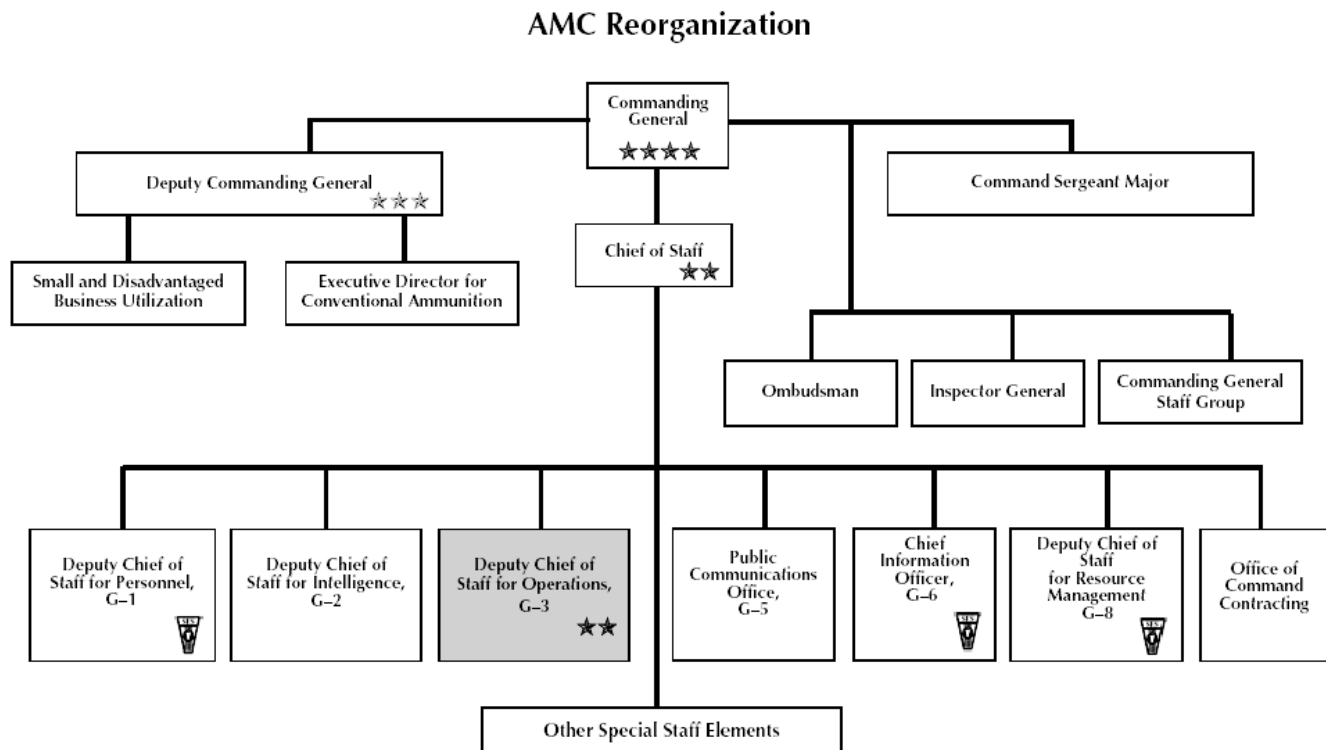 AMC Reorganization
Commanding
General
Deputy Commanding General
Command Sergeant Major
Chief of Staff
Small and Disadvantaged
Business Utilization
Executive Director for
Conventional Ammunition
Ombudsman
Inspector General
Commanding General
Staff Group
Deputy Chief of
Staff for Personnel,
G–1
SES
Deputy Chief of
Staff for Intelligence,
G–2
Deputy Chief of
Staff for Operations,
G–3
Public
Communications
Office,
G–5
Chief
Information
Officer,
G–6
SES
Deputy Chief of
Staff
for Resource
Management
G–8
SES
Office of
Command
Contracting
Other Special Staff Elements